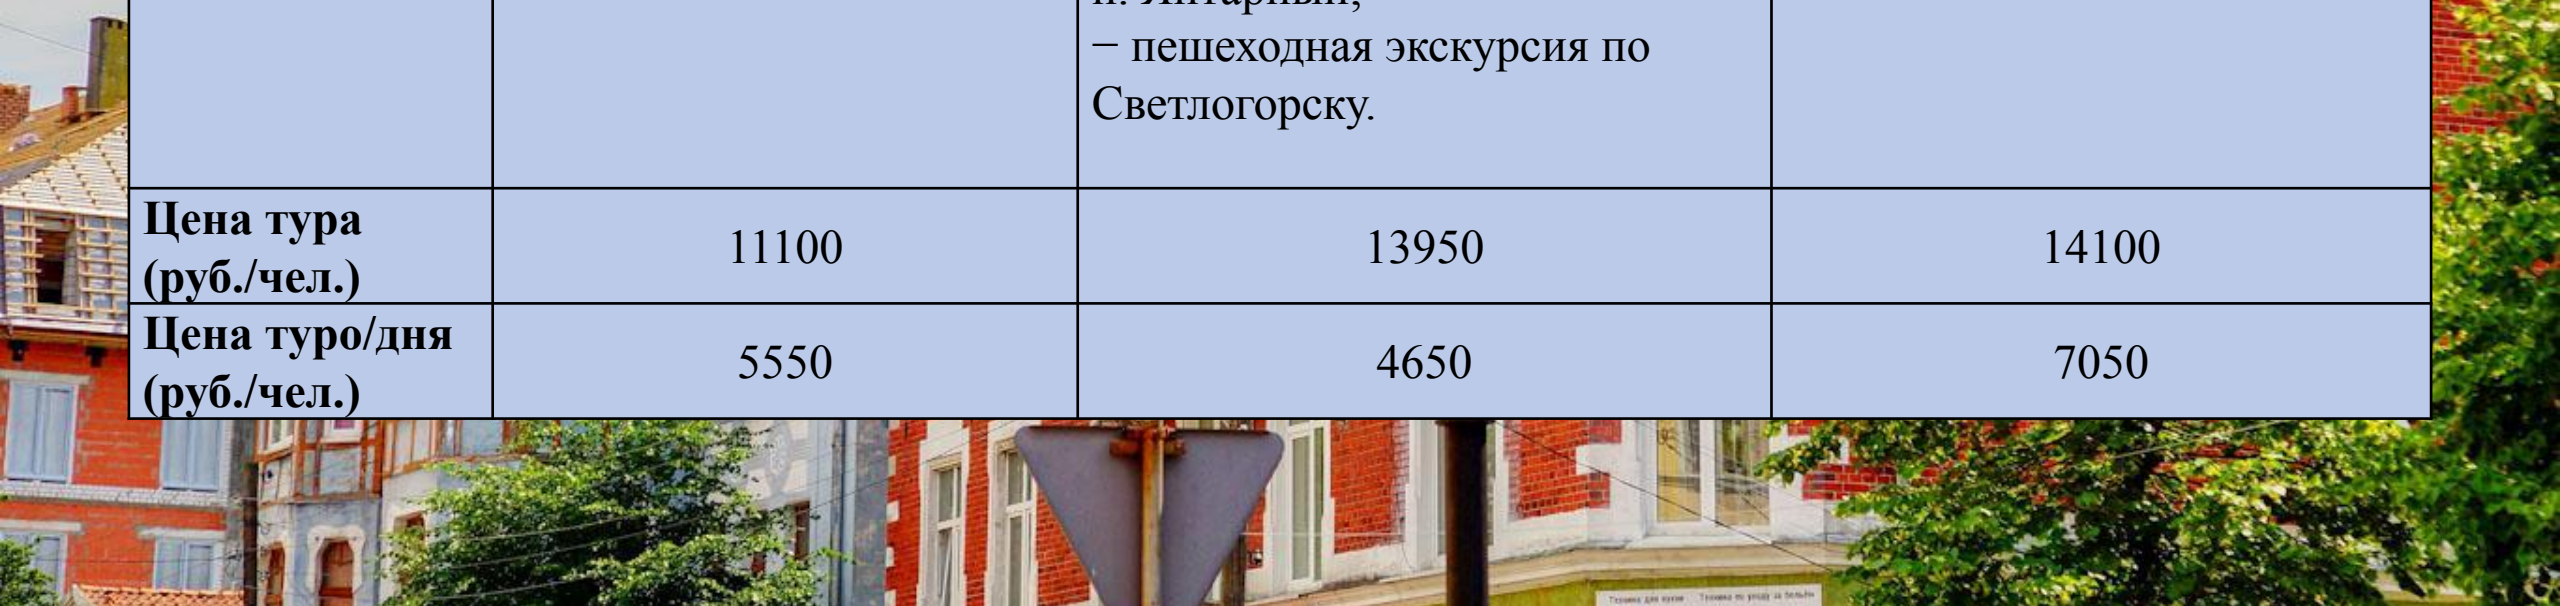 − пешеходная экскурсия по
Светлогорску.
Цена тура
(руб./чел.)
11100
13950
14100
Цена туро/дня
(руб./чел.)
5550
4650
7050